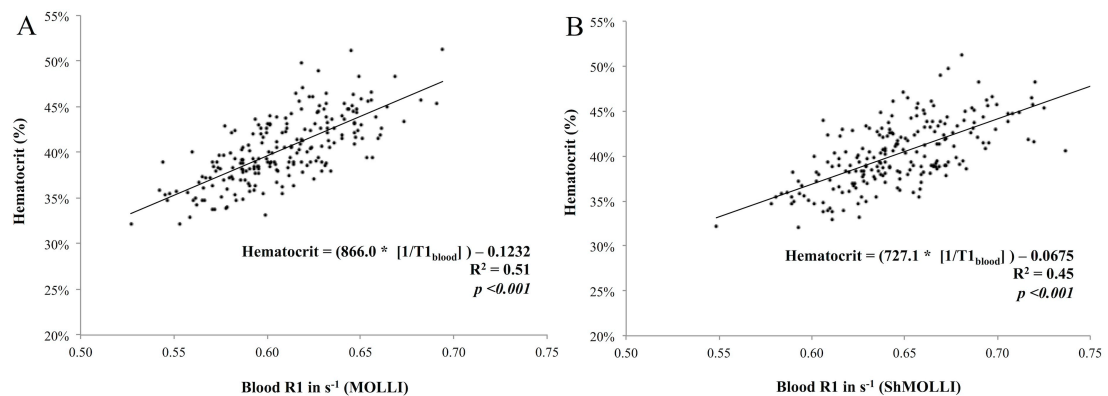 A
55%
50%
45%
40%
35%
30%
25%
20%
Hematocrit (%)
Hematocrit = (866.0 * [1/T1blood] ) – 0.1232
R² = 0.51
p <0.001
0.50
0.55
0.60
0.65
0.70
0.75
Blood R1 in s⁻¹ (MOLLI)
B
55%
50%
45%
40%
35%
30%
25%
20%
Hematocrit (%)
Hematocrit = (727.1 * [1/T1blood] ) – 0.0675
R² = 0.45
p <0.001
0.50
0.55
0.60
0.65
0.70
0.75
Blood R1 in s⁻¹ (ShMOLLI)